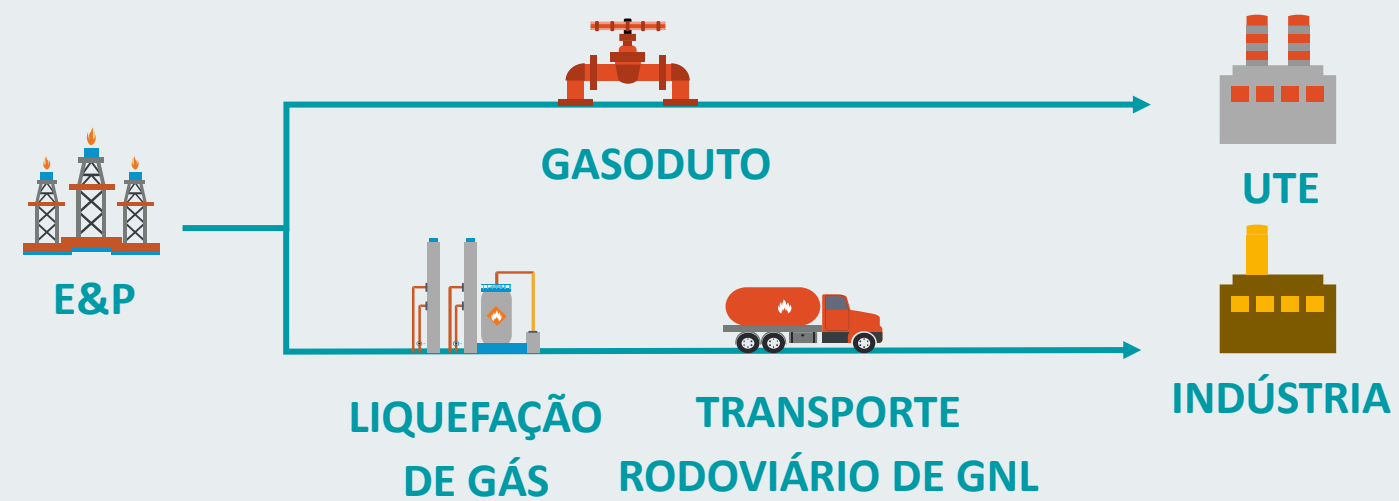 GASODUTO
UTE
E&P
LIQUEFAÇÃO
DE GÁS
TRANSPORTE
RODOVIÁRIO DE GNL
INDÚSTRIA